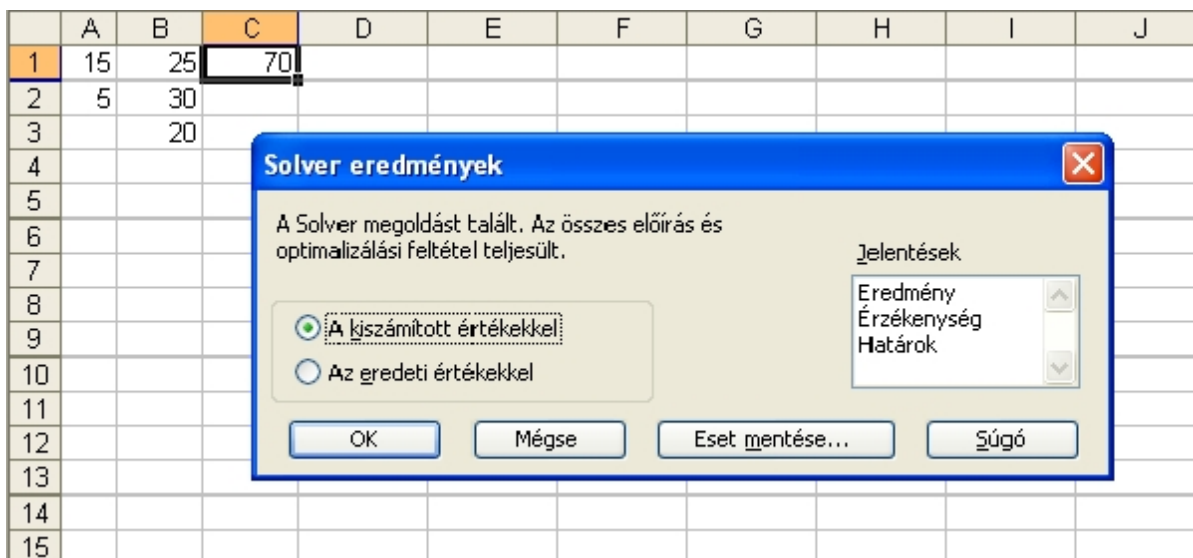 A B C D E F G H I J
1 15 25 70
2 5 30
3 20
4
5
6
7
8
9
10
11
12
13
14
15
Solver eredmények
A Solver megoldást talált. Az összes előírás és
optimalizálási feltétel teljesült.
Jelentések
Eredmény
Érzékenység
Határok
A kiszámított értékekkel
Az eredeti értékekkel
OK Mégse Eset mentése... Súgó